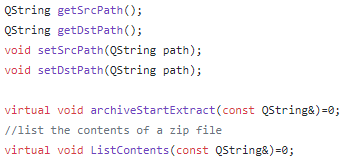 QString getSrcPath();
QString getDstPath();
void setSrcPath(QString path);
void setDstPath(QString path);
virtual void archiveStartExtract(const QString&)=0;
//list the contents of a zip file
virtual void ListContents(const QString&)=0;